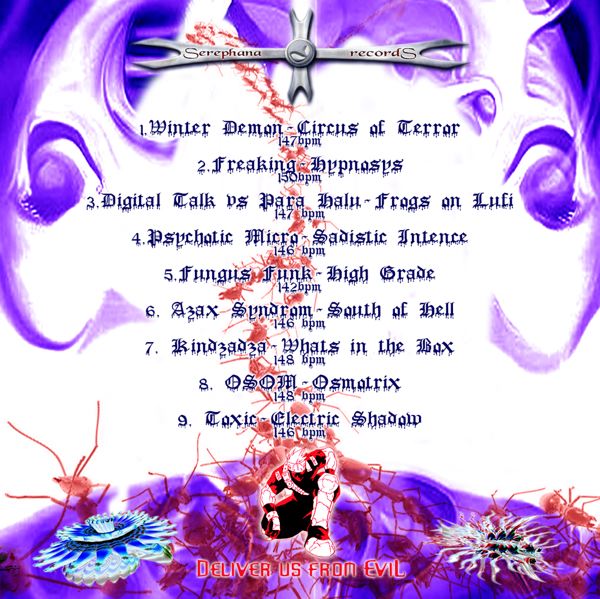 Serephana recordS
1.Winter Demon-Circus of Terror
147bpm
2.Freaking-Hypnosys
150bpm
3.Digital Talk vs Para Halu-Frogs on Lufi
147 bpm
4.Psychotic Micro-Sadistic Intence
146 bpm
5.Fungus Funk-High Grade
142bpm
6. Azax Syndrom-South of Hell
146 bpm
7. Kindzadza-Whats in the Box
148 bpm
8. OSOM-Osmotrix
148 bpm
9. Toxic-Electric Shadow
146 bpm
Deliver us from Evil